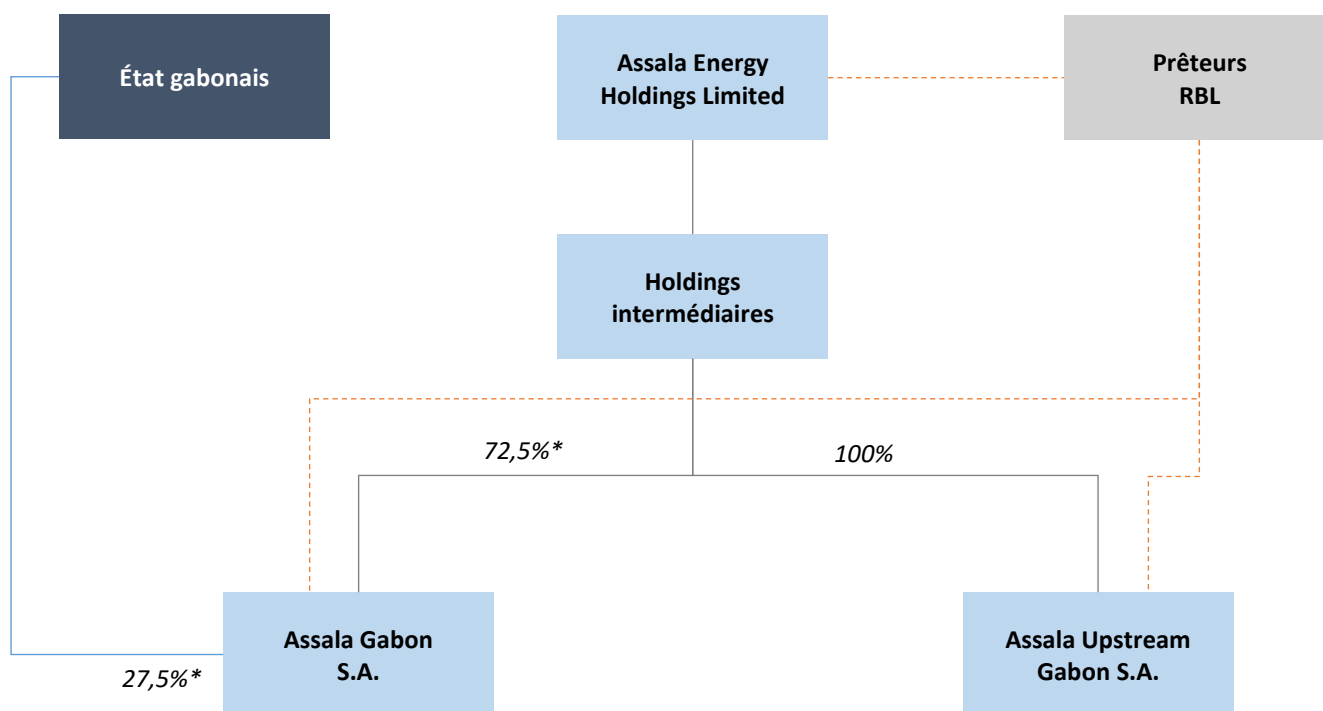 État gabonais
Assala Energy
Holdings Limited
Prêteurs
RBL
Holdings
intermédiaires
72,5%*
100%
Assala Gabon
S.A.
Assala Upstream
Gabon S.A.
27,5%*